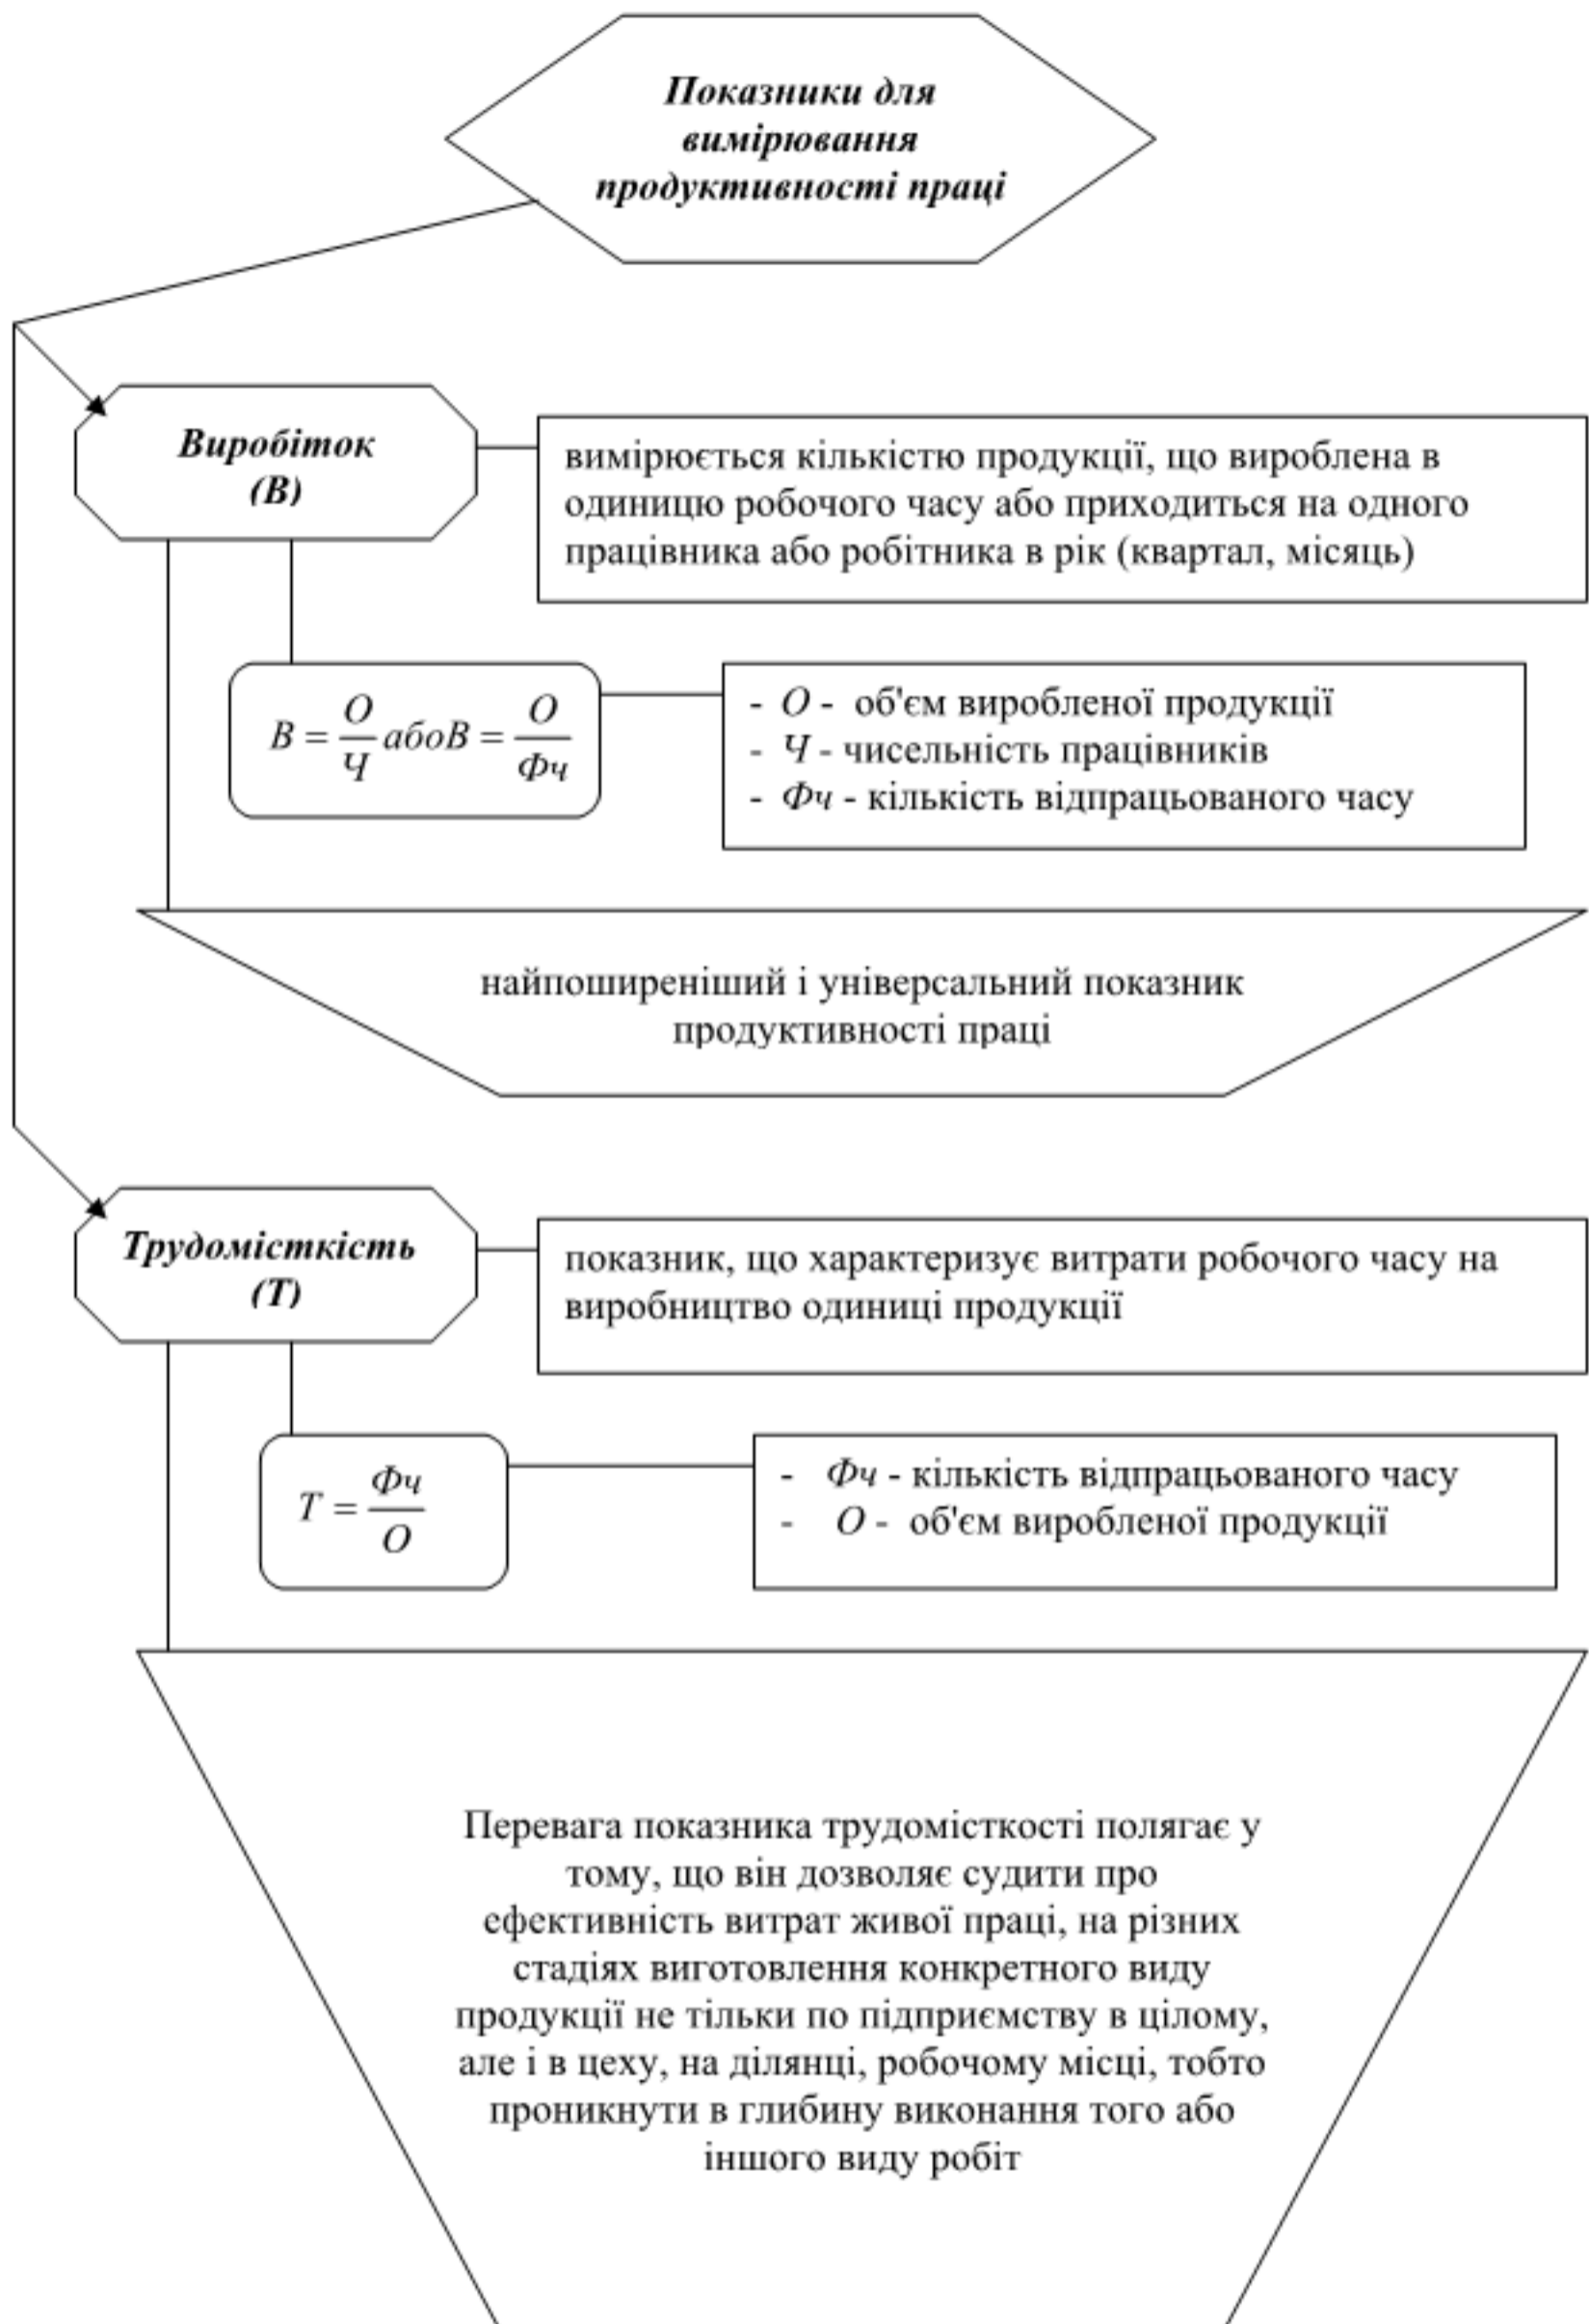 Показники для
вимірювання
продуктивності праці
Виробіток
(В)
вимірюється кількістю продукції, що вироблена в
одиницю робочого часу або приходиться на одного
працівника або робітника в рік (квартал, місяць)
В = О/Ч абоВ = О/Фч
- О - об'єм виробленої продукції
- Ч - чисельність працівників
- Фч - кількість відпрацьованого часу
найпоширеніший і універсальний показник
продуктивності праці
Трудомісткість
(Т)
показник, що характеризує витрати робочого часу на
виробництво одиниці продукції
Т = Фч/О
- Фч - кількість відпрацьованого часу
- О - об'єм виробленої продукції
Перевага показника трудомісткості полягає у
тому, що він дозволяє судити про
ефективність витрат живої праці, на різних
стадіях виготовлення конкретного виду
продукції не тільки по підприємству в цілому,
але і в цеху, на ділянці, робочому місці, тобто
проникнути в глибину виконання того або
іншого виду робіт